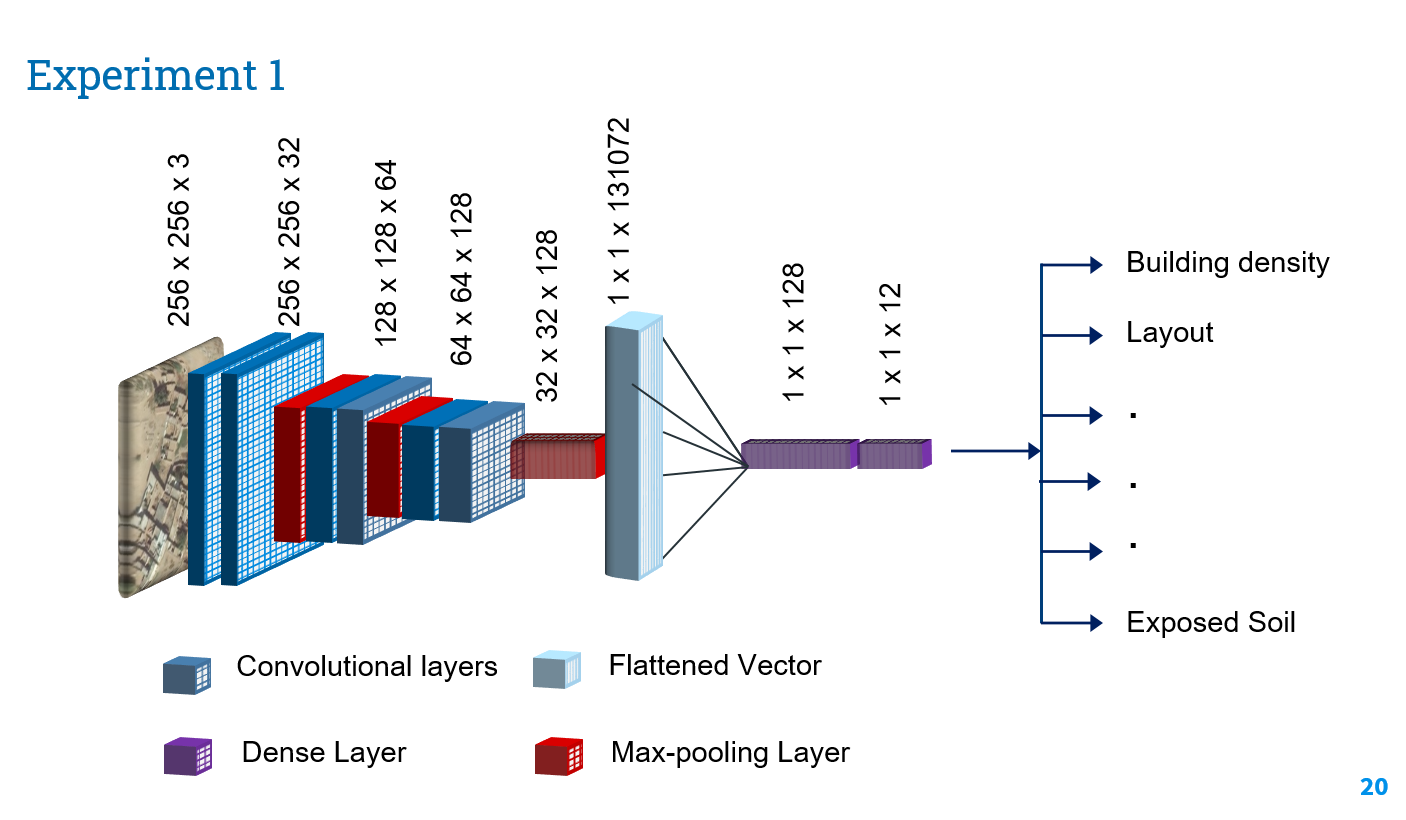 Experiment 1
256 x 256 x 3
256 x 256 x 32
128 x 128 x 64
64 x 64 x 128
32 x 32 x 128
1 x 1 x 131072
1 x 1 x 128
1 x 1 x 12
Building density
Layout
.
.
.
Exposed Soil
Convolutional layers
Flattened Vector
Dense Layer
Max-pooling Layer
20